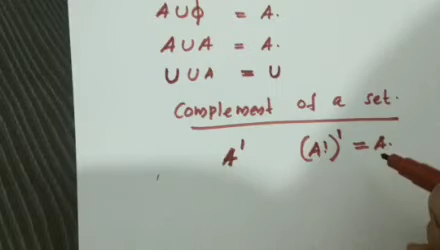 A ∪ ϕ = A.
A ∪ A = A.
U ∪ A = U
Complement of a set.
A' (A')' = A.